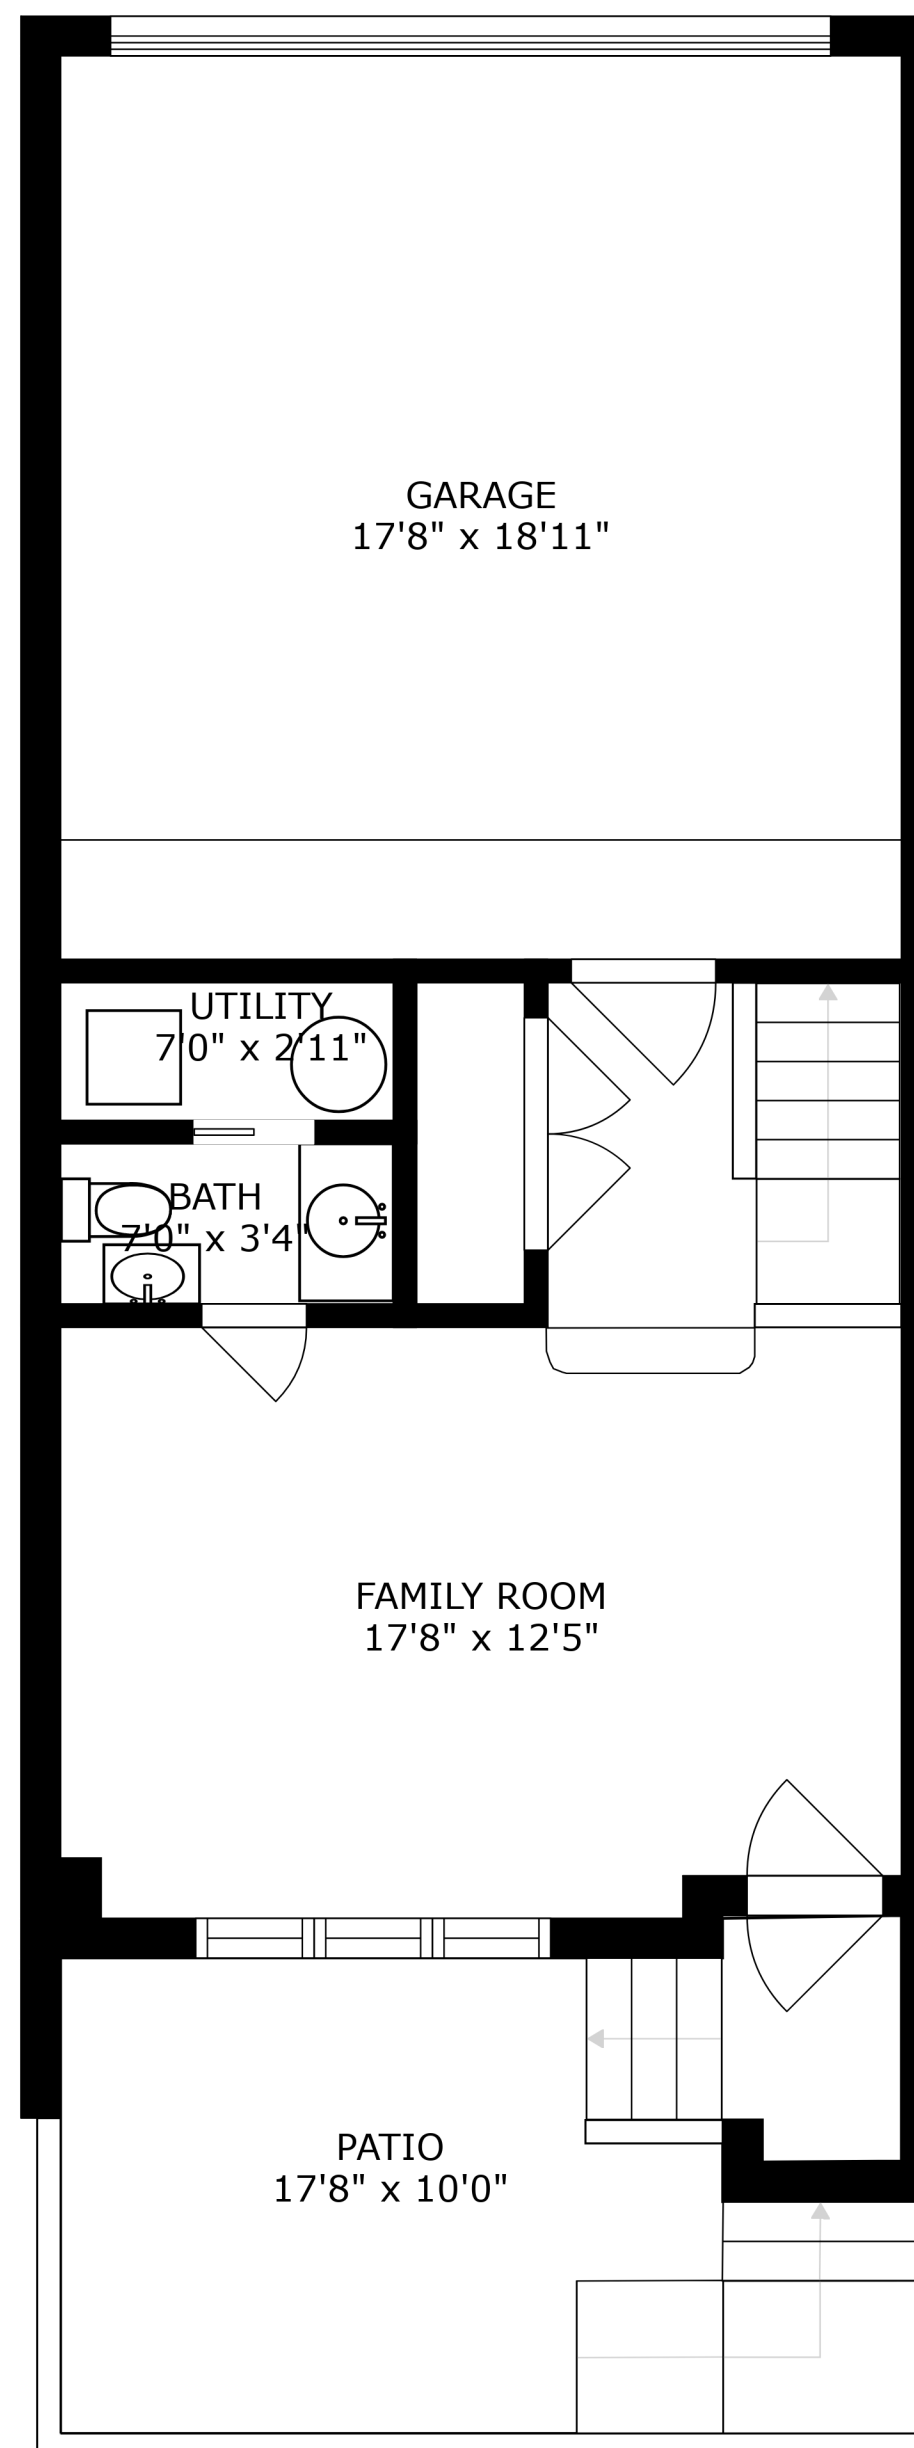 GARAGE
17'8" x 18'11"
UTILITY
7'0" x 2'11"
BATH
7'0" x 3'4"
FAMILY ROOM
17'8" x 12'5"
PATIO
17'8" x 10'0"